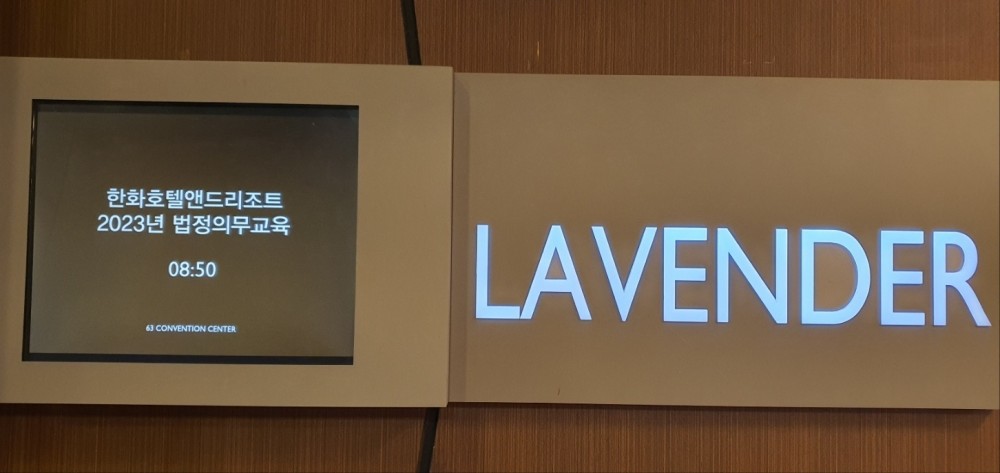 한화호텔앤드리조트
2023년 법정의무교육
08:50
63 CONVENTION CENTER
LAVENDER